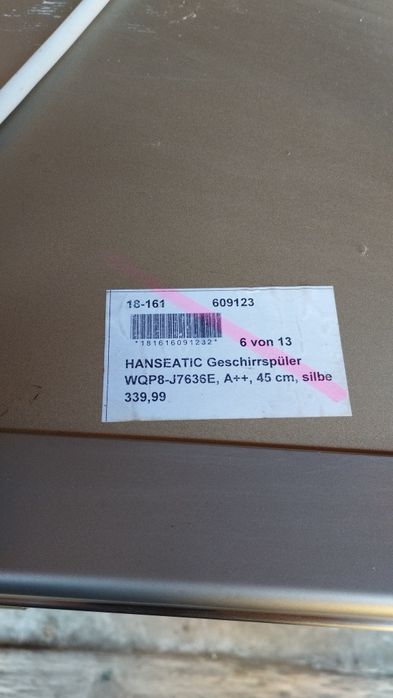 18-161 609123
*181616091232* 6 von 13
HANSEATIC Geschirrspüler
WQP8-J7636E, A++, 45 cm, silbe
339,99